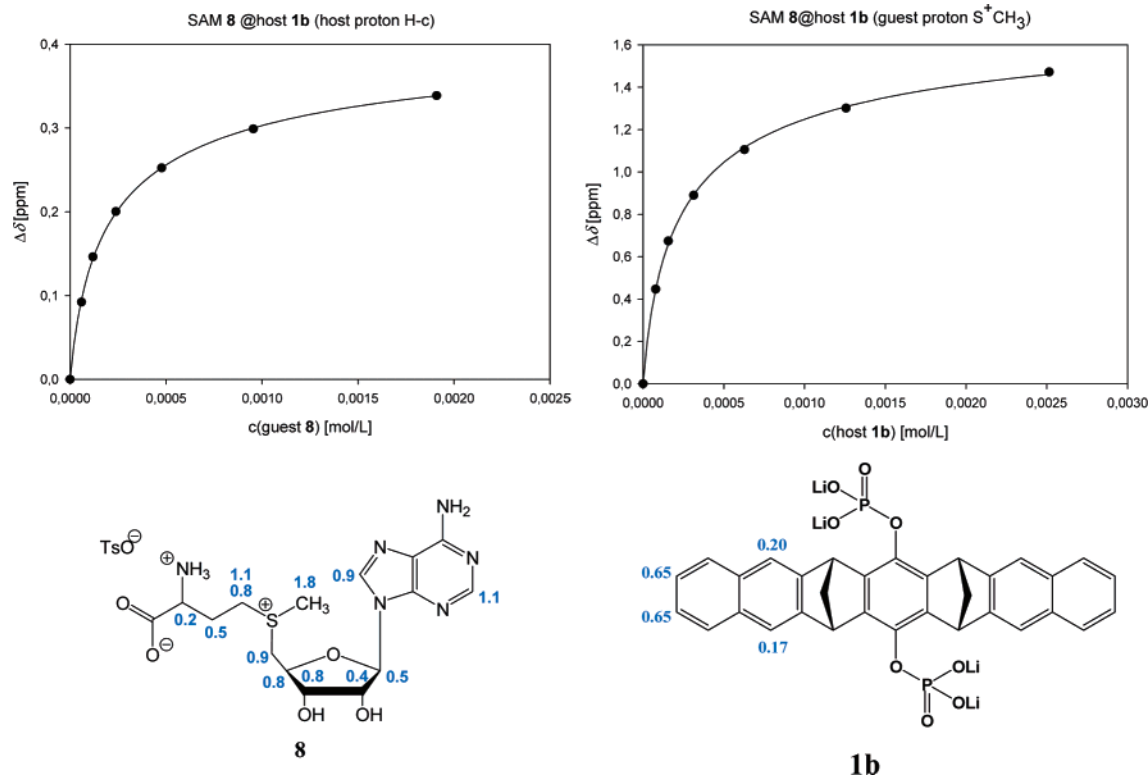 SAM 8 @host 1b (host proton H-c)
Δδ [ppm]
0,4
0,3
0,2
0,1
0,0
0,0000 0,0005 0,0010 0,0015 0,0020 0,0025
c(guest 8) [mol/L]
SAM 8@host 1b (guest proton S⁺CH₃)
Δδ [ppm]
1,6
1,4
1,2
1,0
0,8
0,6
0,4
0,2
0,0
0,0000 0,0005 0,0010 0,0015 0,0020 0,0025 0,0030
c(host 1b) [mol/L]
TsO⊖
⊕
NH₃
1.1
0.8
1.8
O
0.2
0.5
⊕
S
CH₃
O⊖
0.9
O
0.8
0.8
0.4
0.5
OH OH
NH₂
N
N
0.9
N
N
1.1
8
O
LiO
P
LiO
O
0.20
0.65
0.65
0.17
O
OLi
P
OLi
O
1b